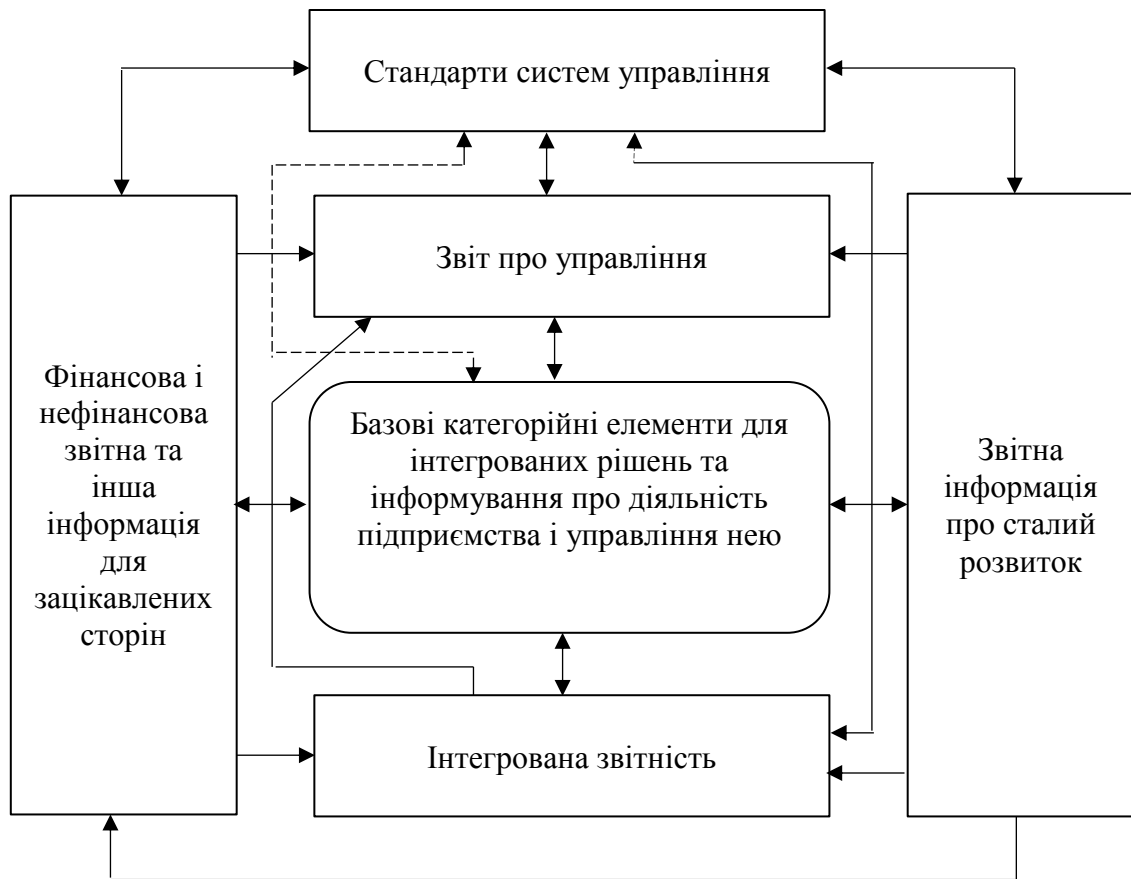 Стандарти систем управління
Звіт про управління
Фінансова і
нефінансова
звітна та
інша
інформація
для
зацікавлених
сторін
Базові категорійні елементи для
інтегрованих рішень та
інформування про діяльність
підприємства і управління нею
Звітна
інформація
про сталий
розвиток
Інтегрована звітність